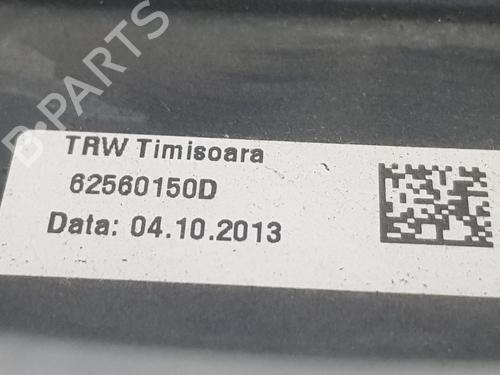 B-PARTS
TRW Timisoara
62560150D
Data: 04.10.2013